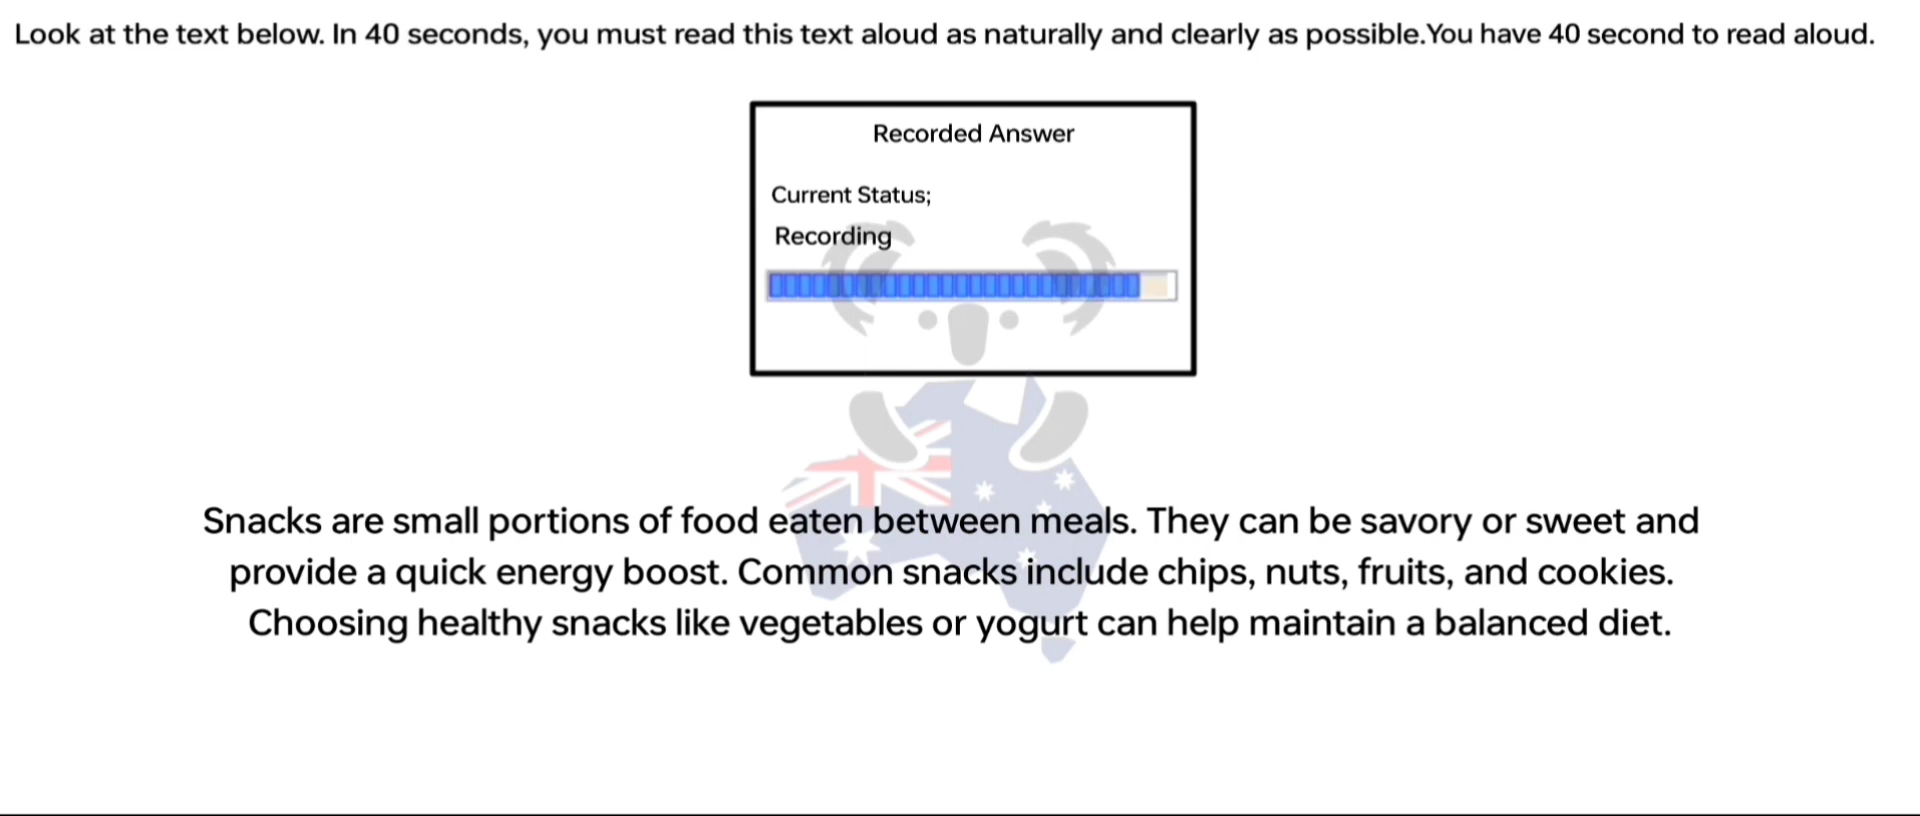 Look at the text below. In 40 seconds, you must read this text aloud as naturally and clearly as possible.You have 40 second to read aloud.
Recorded Answer
Current Status;
Recording
Snacks are small portions of food eaten between meals. They can be savory or sweet and
provide a quick energy boost. Common snacks include chips, nuts, fruits, and cookies.
Choosing healthy snacks like vegetables or yogurt can help maintain a balanced diet.